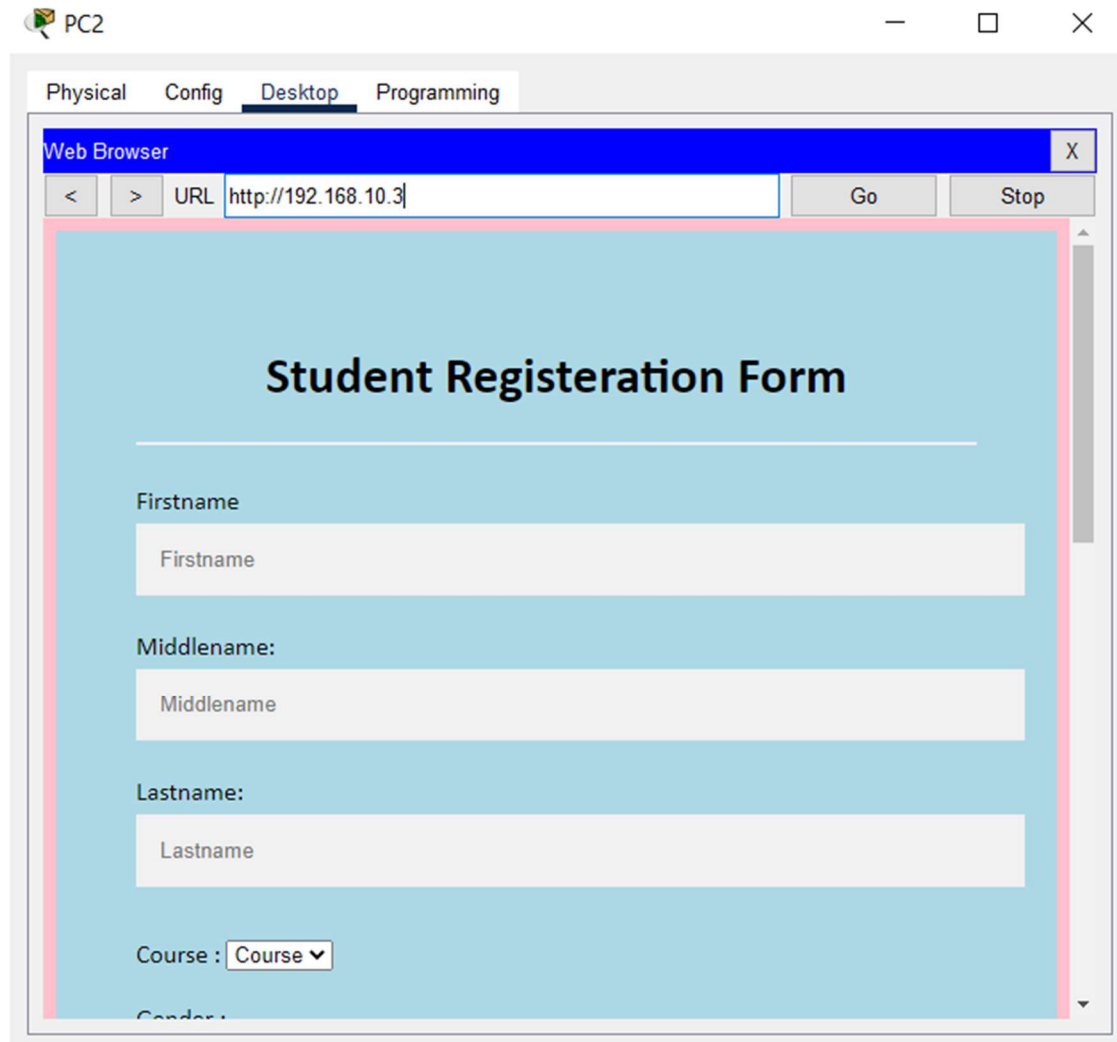 PC2
Physical Config Desktop Programming
Web Browser X
< > URL http://192.168.10.3 Go Stop
Student Registeration Form
Firstname
Firstname
Middlename:
Middlename
Lastname:
Lastname
Course : Course
Gender :